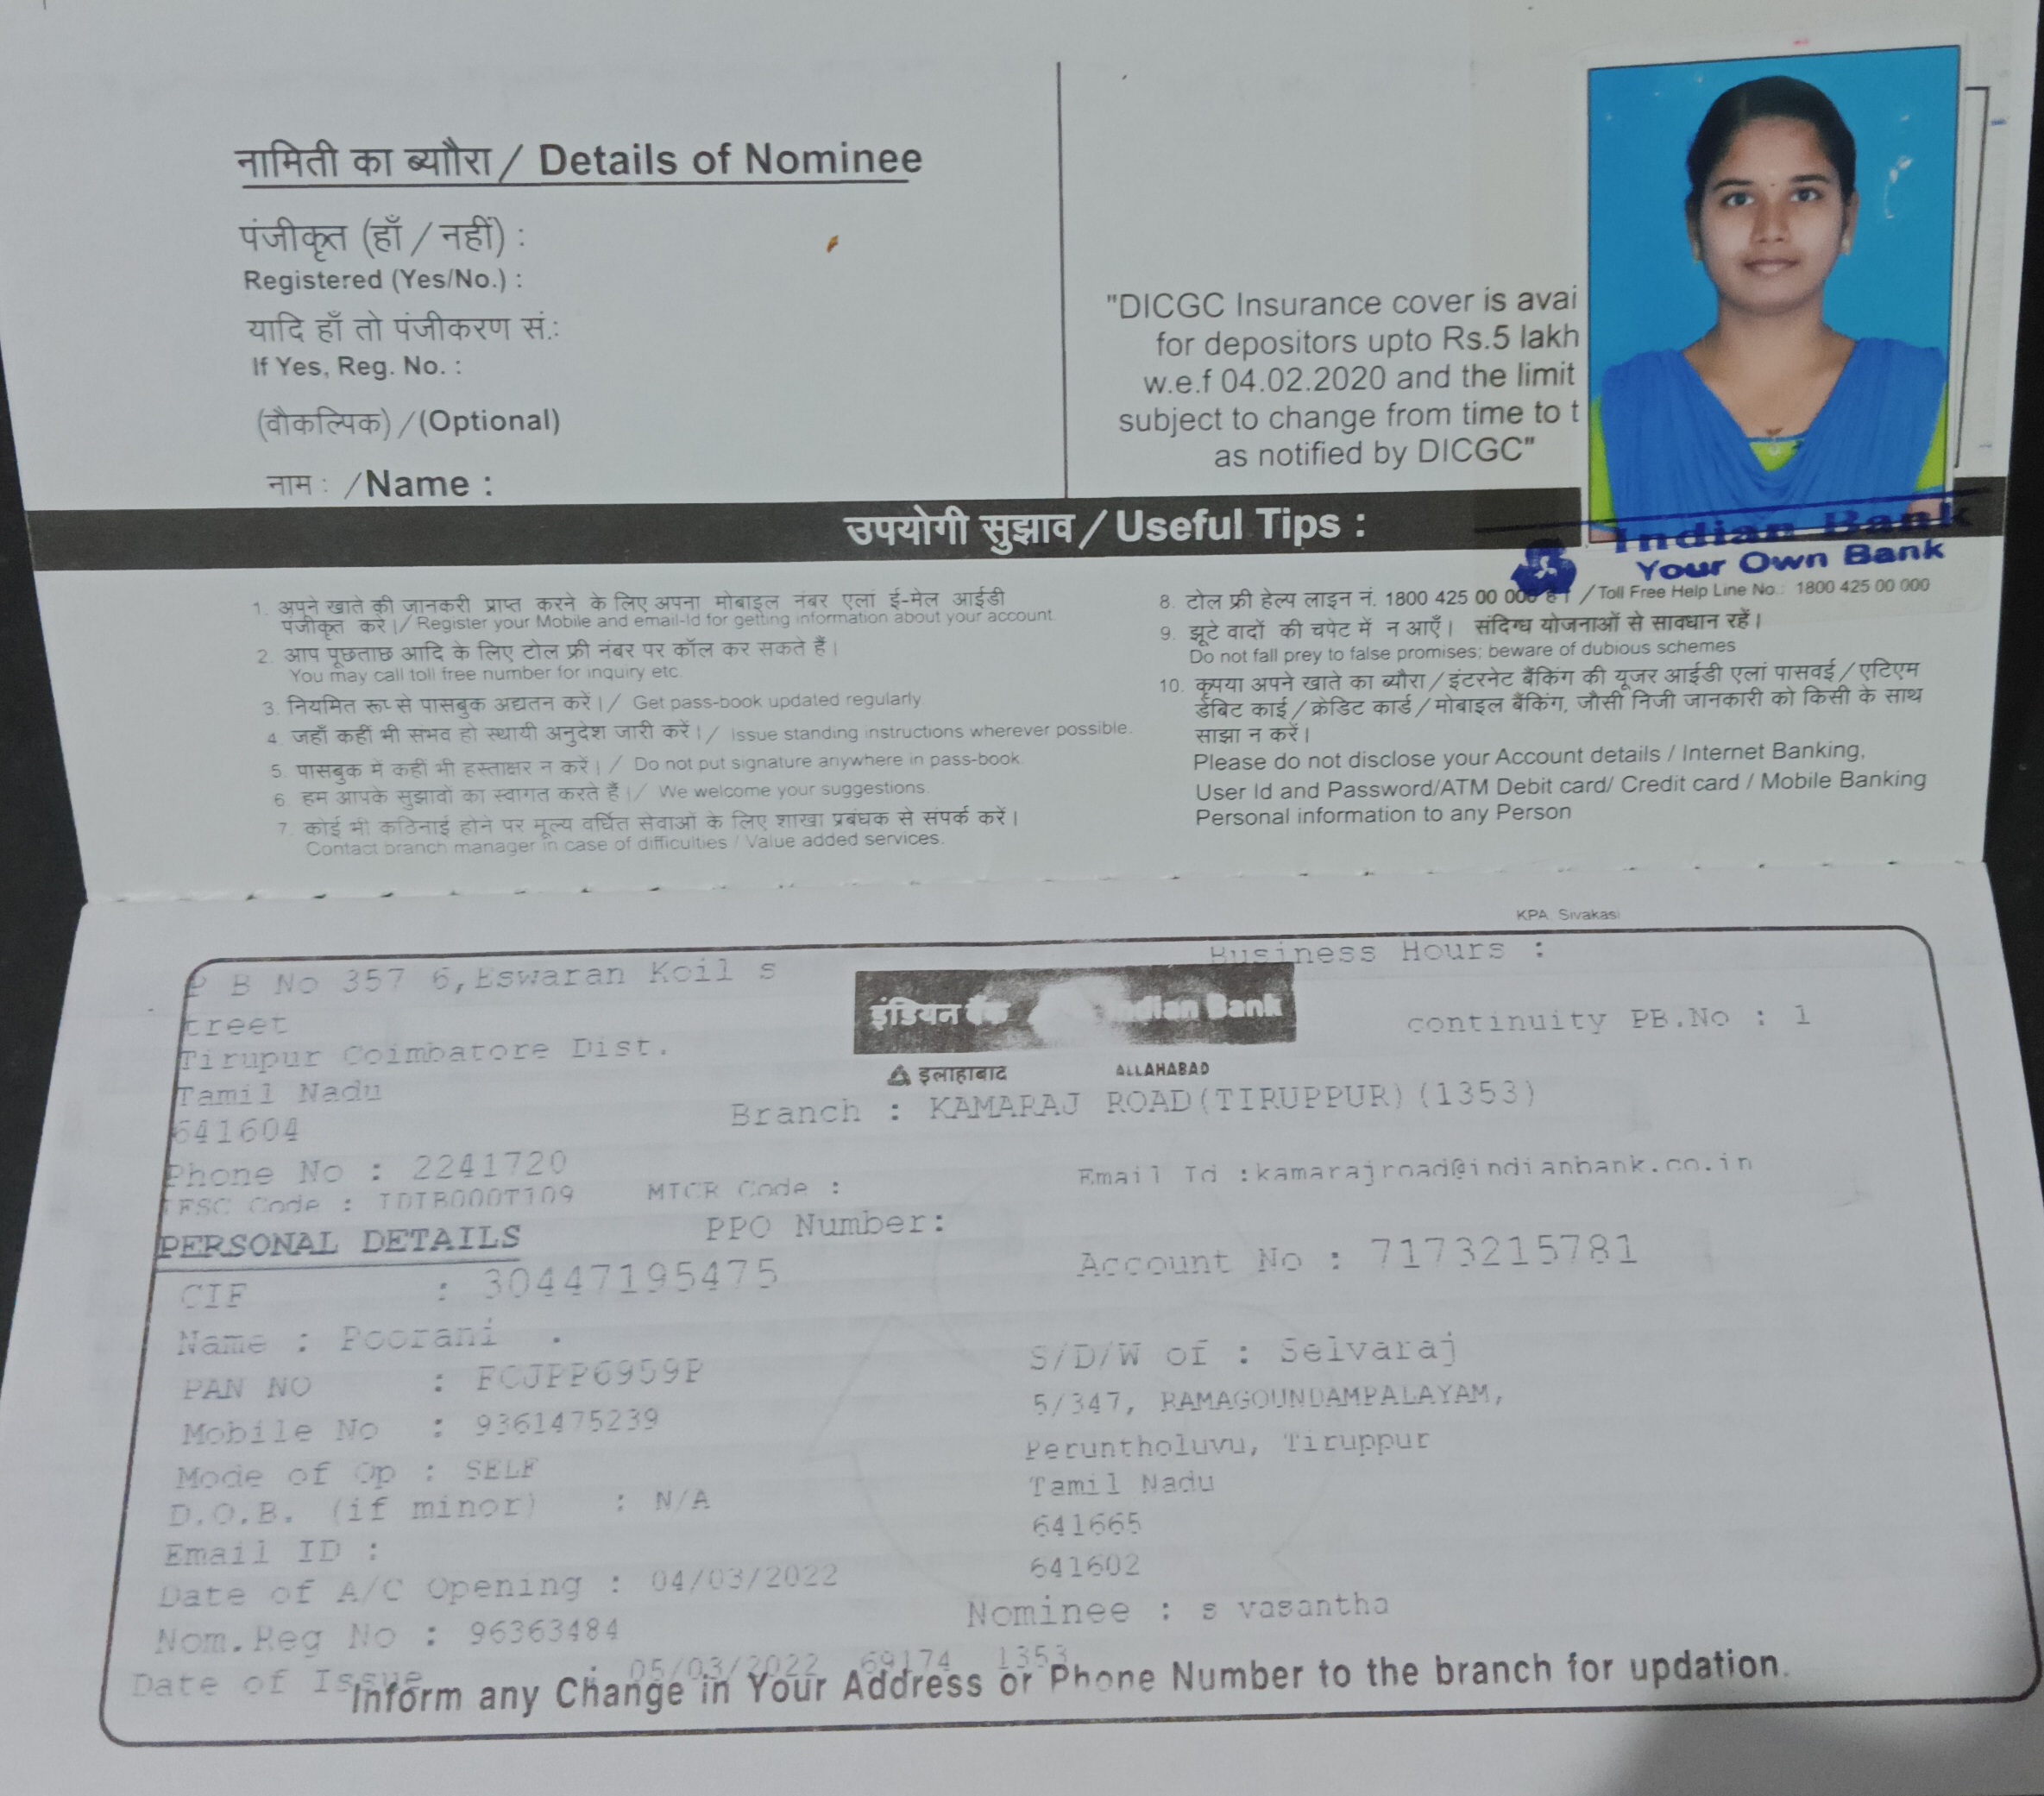 नामिती का ब्यौरा / Details of Nominee
पंजीकृत (हाँ / नहीं) :
Registered (Yes/No.) :
यादि हाँ तो पंजीकरण सं.:
If Yes, Reg. No. :
(वौकल्पिक) / (Optional)
नाम : / Name :
"DICGC Insurance cover is avai
for depositors upto Rs.5 lakh
w.e.f 04.02.2020 and the limit
subject to change from time to t
as notified by DICGC"
Indian Bank
Your Own Bank
उपयोगी सुझाव / Useful Tips :
1. अपने खाते की जानकरी प्राप्त करने के लिए अपना मोबाइल नंबर एलां ई-मेल आईडी
पंजीकृत करें। / Register your Mobile and email-Id for getting information about your account.
2. आप पूछताछ आदि के लिए टोल फ्री नंबर पर कॉल कर सकते हैं।
You may call toll free number for inquiry etc.
3. नियमित रूप से पासबुक अद्यतन करें। / Get pass-book updated regularly.
4. जहाँ कहीं भी संभव हो स्थायी अनुदेश जारी करें। / Issue standing instructions wherever possible.
5. पासबुक में कहीं भी हस्ताक्षर न करें। / Do not put signature anywhere in pass-book.
6. हम आपके सुझावों का स्वागत करते हैं। / We welcome your suggestions.
7. कोई भी कठिनाई होने पर मूल्य वर्धित सेवाओं के लिए शाखा प्रबंधक से संपर्क करें।
Contact branch manager in case of difficulties / Value added services.
8. टोल फ्री हेल्प लाइन नं. 1800 425 00 000 है। / Toll Free Help Line No.: 1800 425 00 000
9. झूटे वादों की चपेट में न आएँ। संदिग्ध योजनाओं से सावधान रहें।
Do not fall prey to false promises; beware of dubious schemes
10. कृपया अपने खाते का ब्यौरा / इंटरनेट बैंकिंग की यूजर आईडी एलां पासवर्ड / एटिएम
डेबिट कार्ड / क्रेडिट कार्ड / मोबाइल बैंकिंग, जौसी निजी जानकारी को किसी के साथ
साझा न करें।
Please do not disclose your Account details / Internet Banking,
User Id and Password/ATM Debit card/ Credit card / Mobile Banking
Personal information to any Person
KPA Sivakasi
P B No 357 6,Eswaran Koil s
treet
Tirupur Coimbatore Dist.
Tamil Nadu
641604
Phone No : 2241720
IFSC Code : IDIB000T109
MICR Code :
Business Hours :
इंडियन बैंक Indian Bank
इलाहाबाद ALLAHABAD
continuity PB.No : 1
Branch : KAMARAJ ROAD(TIRUPPUR)(1353)
Email Id :kamarajroad@indianbank.co.in
PERSONAL DETAILS
PPO Number:
CIF : 30447195475
Account No : 7173215781
Name : Poorani .
S/D/W of : Selvaraj
PAN NO : FCJPP6959P
5/347, RAMAGOUNDAMPALAYAM,
Mobile No : 9361475239
Peruntholuvu, Tiruppur
Mode of Op : SELF
Tamil Nadu
D.O.B. (if minor) : N/A
641665
Email ID :
641602
Date of A/C Opening : 04/03/2022
Nominee : s vasantha
Nom.Reg No : 96363484
Date of Issue : 05/03/2022 69174 1353
Inform any Change in Your Address or Phone Number to the branch for updation.